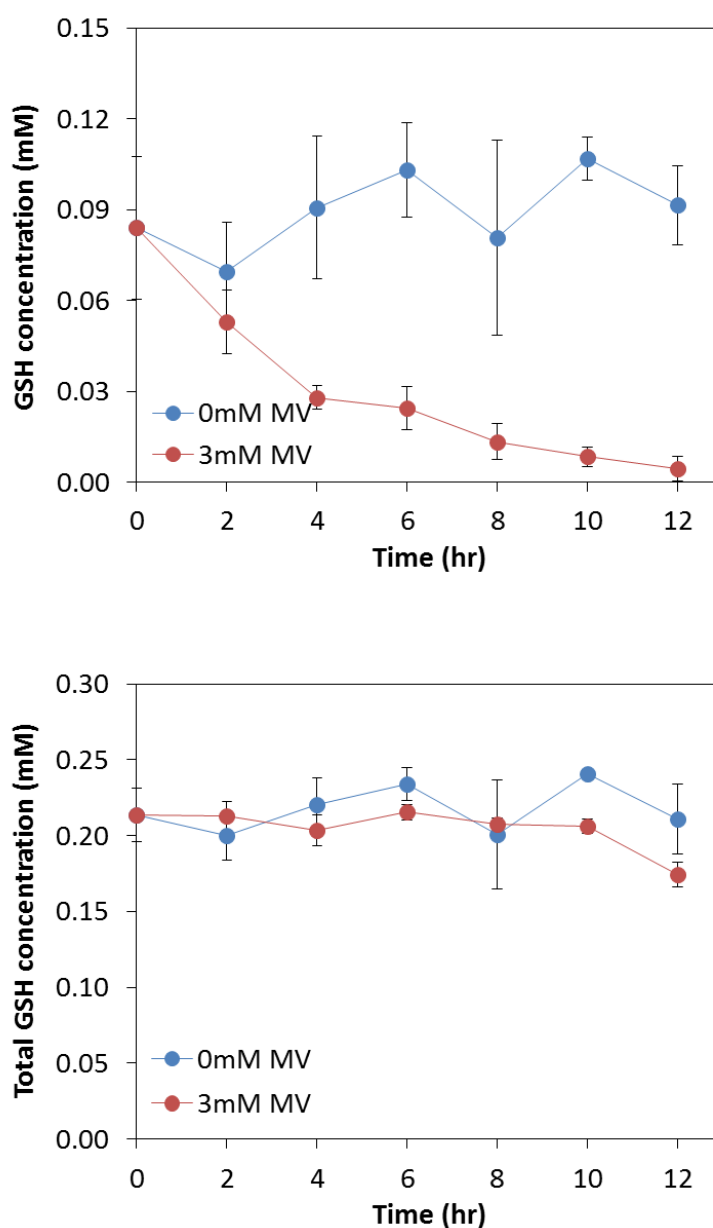 GSH concentration (mM)
0.15
0.12
0.09
0.06
0.03
0.00
0mM MV
3mM MV
0 2 4 6 8 10 12
Time (hr)
Total GSH concentration (mM)
0.30
0.25
0.20
0.15
0.10
0.05
0.00
0mM MV
3mM MV
0 2 4 6 8 10 12
Time (hr)